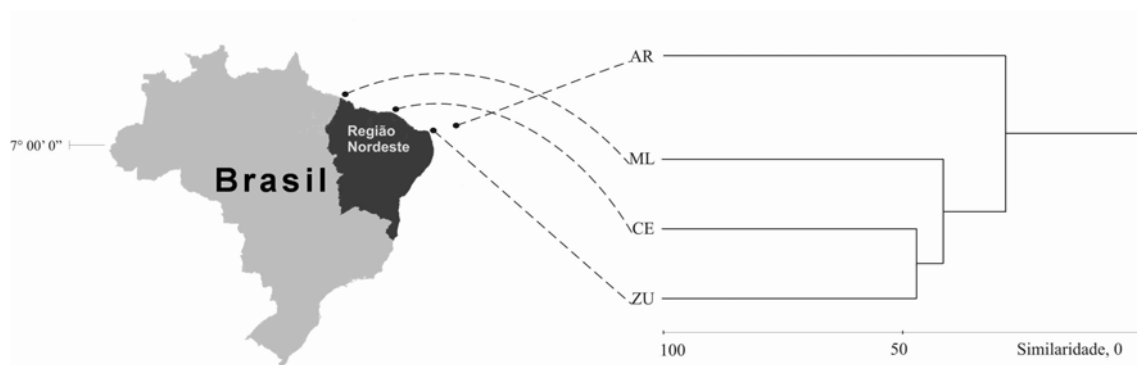 7° 00’ 0”
Região
Nordeste
Brasil
AR
ML
CE
ZU
100
50
Similaridade, 0